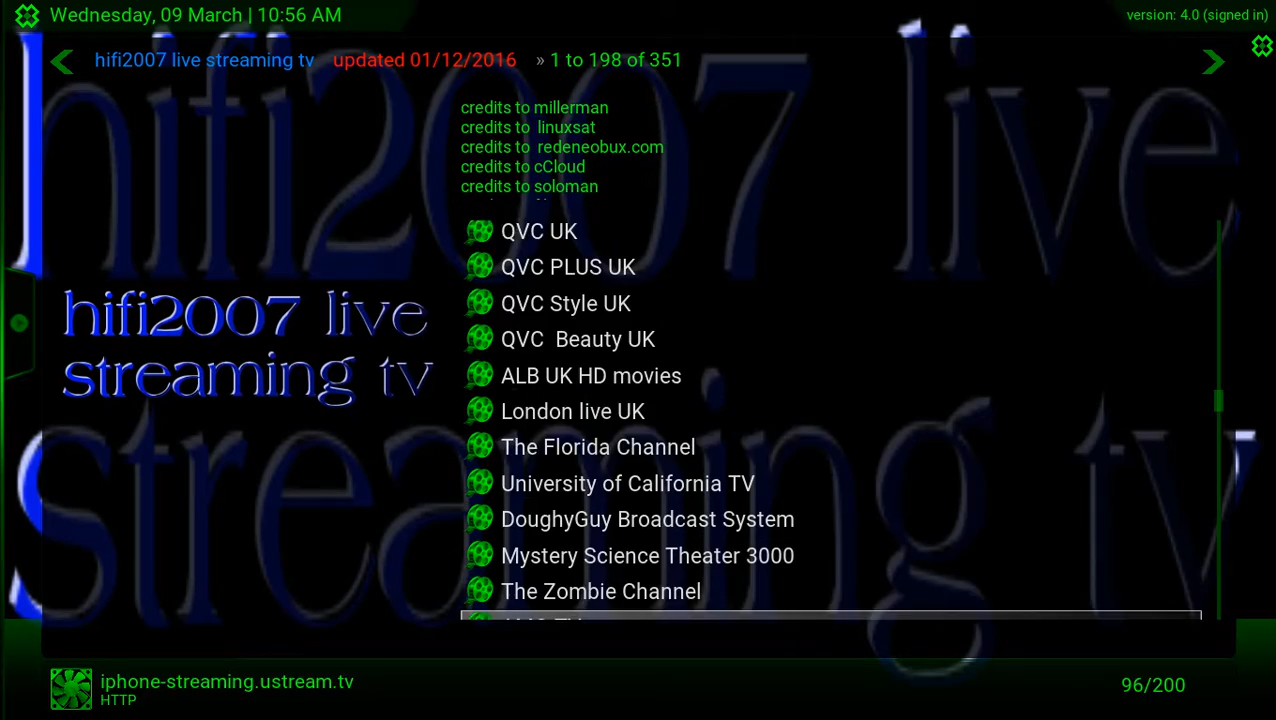 Wednesday, 09 March | 10:56 AM
version: 4.0 (signed in)
hifi2007 live streaming tv updated 01/12/2016 » 1 to 198 of 351
credits to millerman
credits to linuxsat
credits to redeneobux.com
credits to cCloud
credits to soloman
QVC UK
QVC PLUS UK
QVC Style UK
QVC Beauty UK
ALB UK HD movies
London live UK
The Florida Channel
University of California TV
DoughyGuy Broadcast System
Mystery Science Theater 3000
The Zombie Channel
hifi2007 live
streaming tv
hifi2007 live
streaming tv
iphone-streaming.ustream.tv
HTTP
96/200